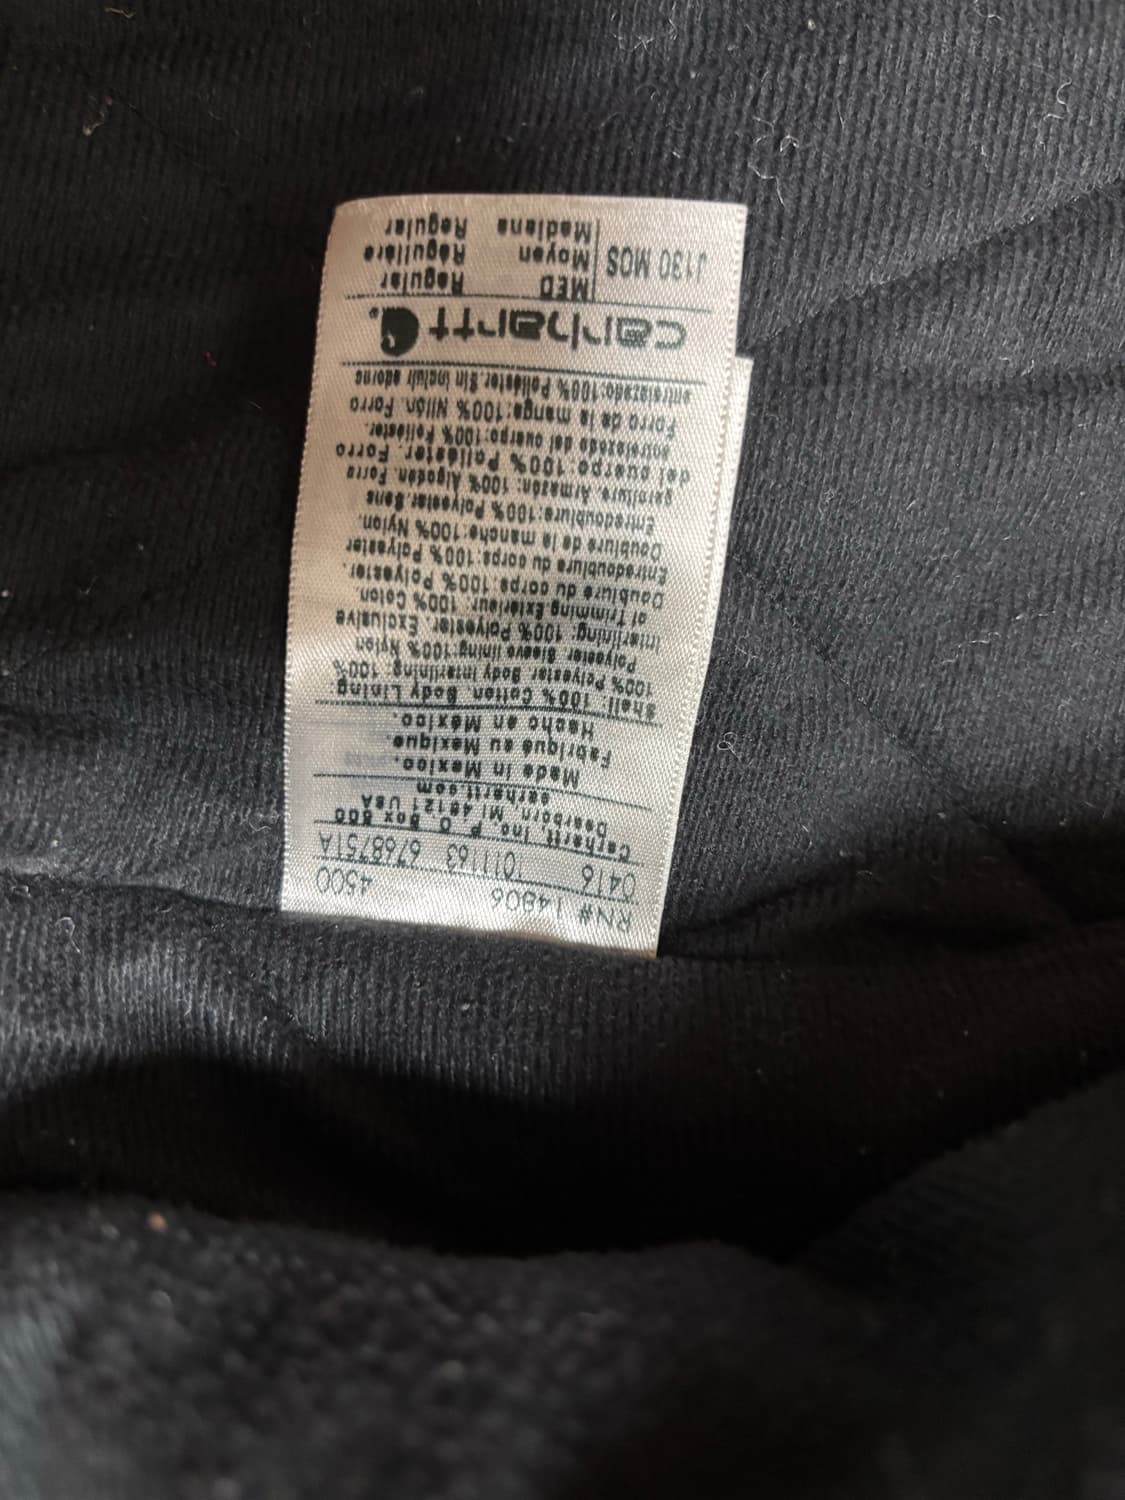 J130 MOS
MED Regular
Moyen Régulière
Mediana Regular
carhartt
Shell: 100% Cotton. Body Lining:
100% Polyester Body Interlining: 100%
Polyester Sleeve lining: 100% Nylon
Interlining: 100% Polyester. Exclusive
of Trimming Extérieur: 100% Coton.
Doublure du corps: 100% Polyester.
Entredoublure du corps: 100% Polyester
Doublure de la manche: 100% Nylon.
Entredoublure: 100% Polyester Sans
garniture. Armazón: 100% Algodón. Forro
del cuerpo: 100% Poliéster. Forro
entrelazado del cuerpo: 100% Poliéster.
Forro de la manga: 100% Nilón. Forro
entrelazado: 100% Poliéster. Sin incluir adorno
Made in Mexico.
Fabriqué au Mexique.
Hecho en México.
Carhartt, Inc. P.O. Box 600
Dearborn, MI 48121 USA
carhartt.com
0416 1011163 6768751A
RN# 14806 4500